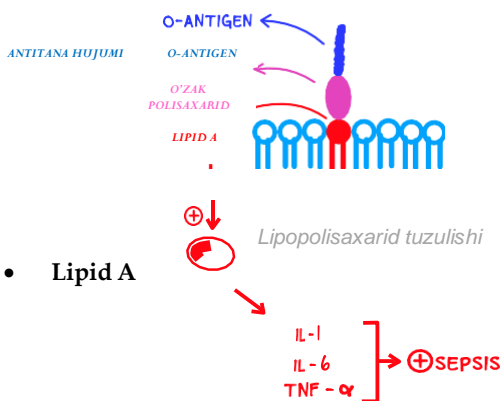 O-ANTIGEN
ANTITANA HUJUMI O-ANTIGEN
O'ZAK
POLISAXARID
LIPID A
Lipopolisaxarid tuzulishi
• Lipid A
IL-1
IL-6
TNF-α
+ SEPSIS